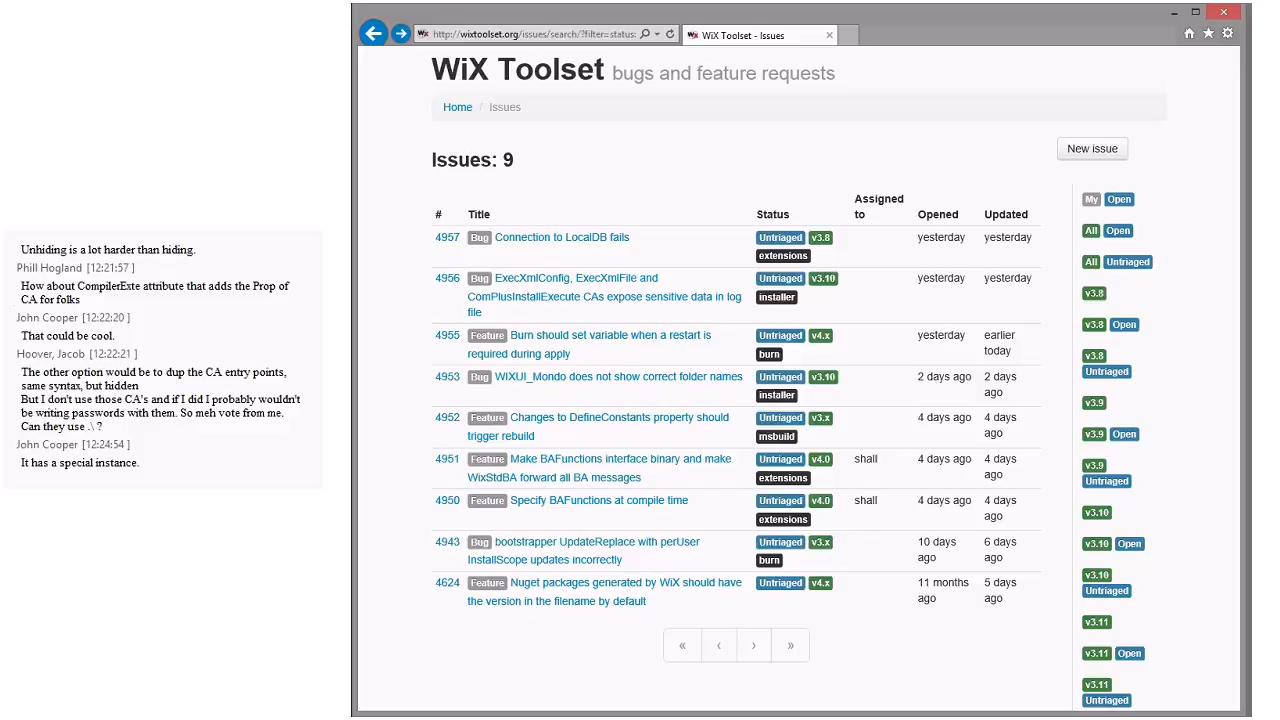 Unhiding is a lot harder than hiding.
Phill Hogland [12:21:57 ]
How about CompilerExte attribute that adds the Prop of
CA for folks
John Cooper [12:22:20 ]
That could be cool.
Hoover, Jacob [12:22:21 ]
The other option would be to dup the CA entry points,
same syntax, but hidden
But I don't use those CA's and if I did I probably wouldn't
be writing passwords with them. So meh vote from me.
Can they use .\ ?
John Cooper [12:24:54 ]
It has a special instance.
http://wixtoolset.org/issues/search/?filter=status:
WiX Toolset - Issues
WiX Toolset bugs and feature requests
Home / Issues
Issues: 9
New issue
# Title Status Assigned to Opened Updated
4957 Bug Connection to LocalDB fails Untriaged v3.8 yesterday yesterday
extensions
4956 Bug ExecXmlConfig, ExecXmlFile and Untriaged v3.10 yesterday yesterday
ComPlusInstallExecute CAs expose sensitive data in log installer
file
4955 Feature Burn should set variable when a restart is Untriaged v4.x yesterday earlier
required during apply burn today
4953 Bug WIXUI_Mondo does not show correct folder names Untriaged v3.10 2 days ago 2 days
installer ago
4952 Feature Changes to DefineConstants property should Untriaged v3.x 4 days ago 4 days
trigger rebuild msbuild ago
4951 Feature Make BAFunctions interface binary and make Untriaged v4.0 shall 4 days ago 4 days
WixStdBA forward all BA messages extensions ago
4950 Feature Specify BAFunctions at compile time Untriaged v4.0 shall 4 days ago 4 days
extensions ago
4943 Bug bootstrapper UpdateReplace with perUser Untriaged v3.x 10 days 6 days
InstallScope updates incorrectly burn ago ago
4624 Feature Nuget packages generated by WiX should have Untriaged v4.x 11 months 5 days
the version in the filename by default ago ago
« ‹ › »
My Open
All Open
All Untriaged
v3.8
v3.8 Open
v3.8
Untriaged
v3.9
v3.9 Open
v3.9
Untriaged
v3.10
v3.10 Open
v3.10
Untriaged
v3.11
v3.11 Open
v3.11
Untriaged